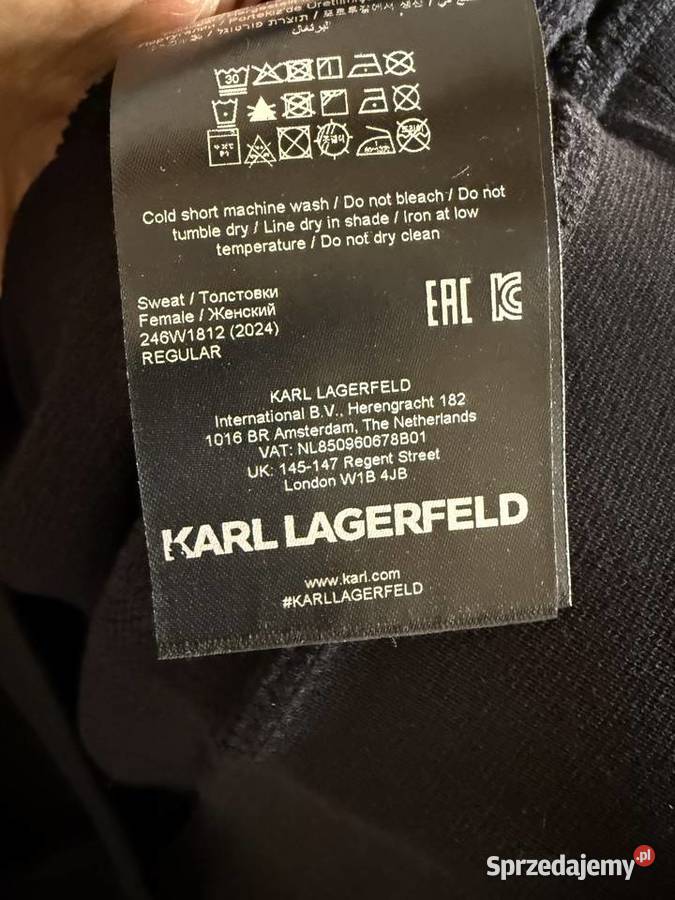 30
Cold short machine wash / Do not bleach / Do not
tumble dry / Line dry in shade / Iron at low
temperature / Do not dry clean
Sweat / Толстовки
Female / Женский
246W1812 (2024)
REGULAR
EAC
KARL LAGERFELD
International B.V., Herengracht 182
1016 BR Amsterdam, The Netherlands
VAT: NL850960678B01
UK: 145-147 Regent Street
London W1B 4JB
KARL LAGERFELD
www.karl.com
#KARLLAGERFELD
Sprzedajemy.pl